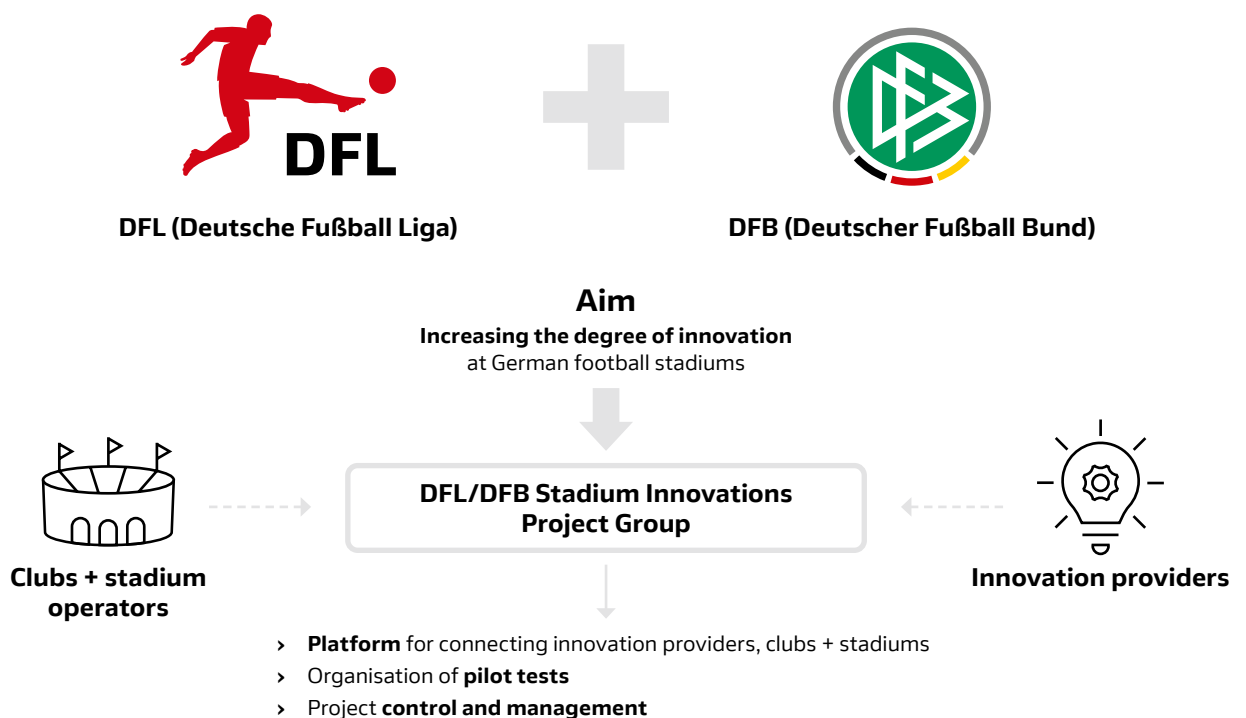 DFL
DFB
DFL (Deutsche Fußball Liga)
DFB (Deutscher Fußball Bund)
Aim
Increasing the degree of innovation
at German football stadiums
DFL/DFB Stadium Innovations
Project Group
Clubs + stadium
operators
Innovation providers
› Platform for connecting innovation providers, clubs + stadiums
› Organisation of pilot tests
› Project control and management